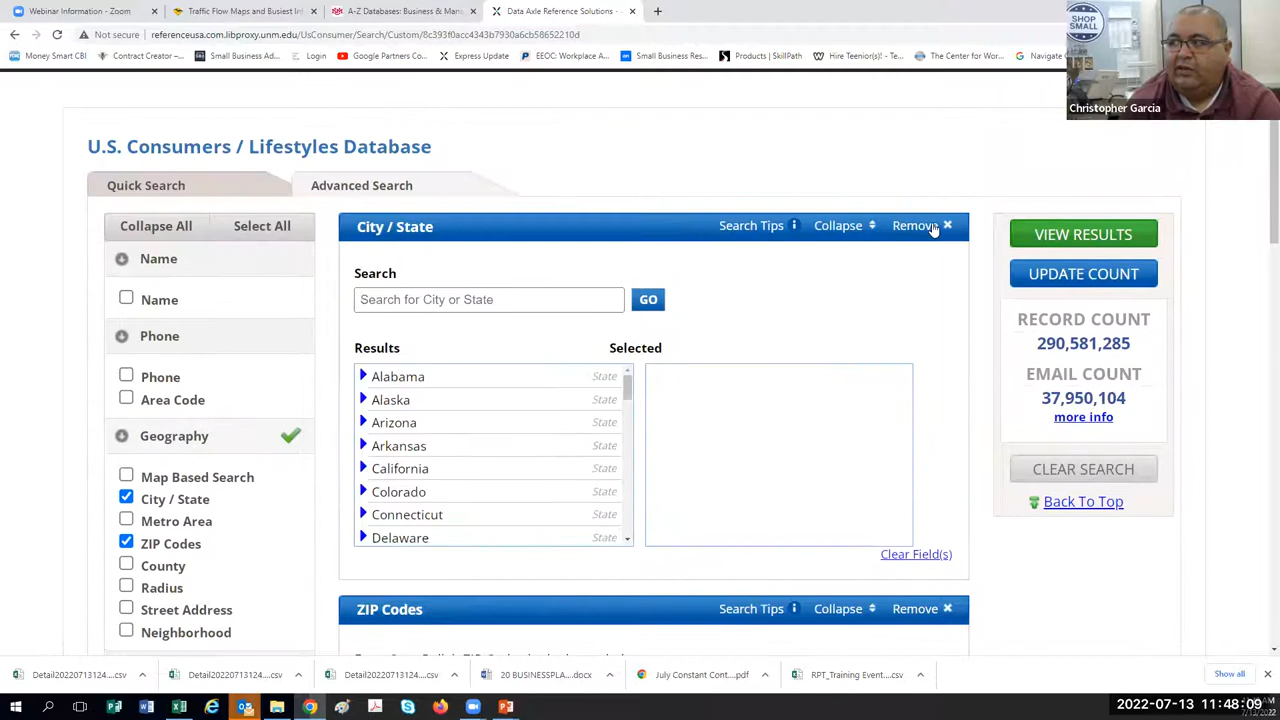 Webinar Information - Zoom
Traffic Flow Maps and Busiest In
A-Z Databases: Business & Mana
Data Axle Reference Solutions -
Not secure
referenceusa.com.libproxy.unm.edu/UsConsumer/
Money Smart CBI
Contract Creator –...
Small Business Ad...
Login
Google Partners Co...
Express Update
EEOC: Workplace A...
Small Business Res...
Products | SkillPath
Hire Teenior(s) - Te...
The Center for Wor...
Navigate
SHOP
SMALL
Christopher Garcia
U.S. Consumers / Lifestyles Database
Quick Search
Advanced Search
Collapse All
Select All
Name
Name
Phone
Phone
Area Code
Geography
Map Based Search
City / State
Metro Area
ZIP Codes
County
Radius
Street Address
Neighborhood
City / State
Search Tips
Collapse
Remove
Search
Search for City or State
GO
Results
Selected
Alabama State
Alaska State
Arizona State
Arkansas State
California State
Colorado State
Connecticut State
Delaware State
Clear Field(s)
ZIP Codes
Search Tips
Collapse
Remove
VIEW RESULTS
UPDATE COUNT
RECORD COUNT
290,581,285
EMAIL COUNT
37,950,104
more info
CLEAR SEARCH
Back To Top
Detail20220713124....csv
Detail20220713124....csv
Detail20220713124....csv
July Constant Cont....pdf
RPT_Training Event....csv
Show all
2022-07-13 11:48:09